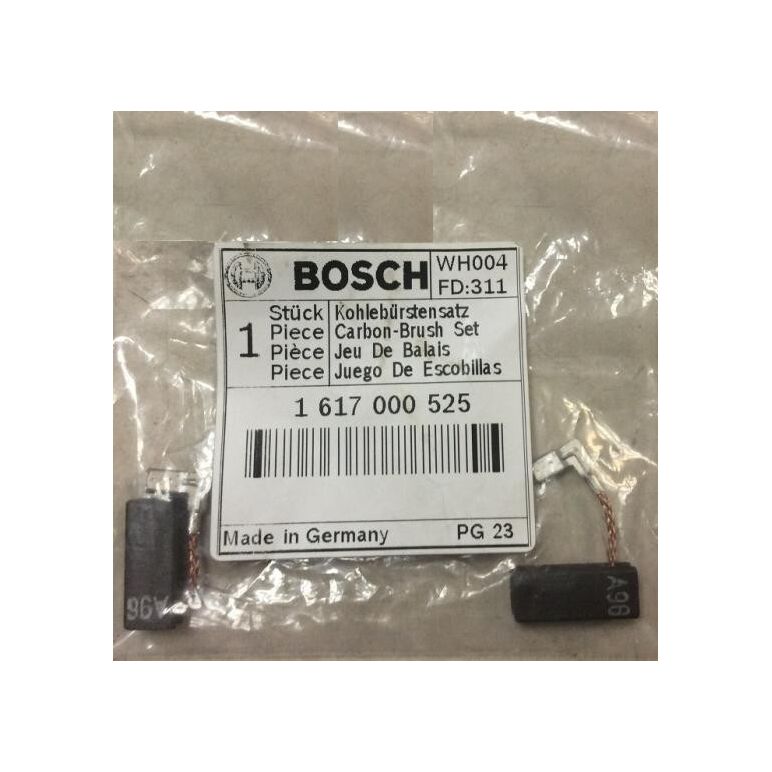 BOSCH
WH004
FD:311
1
Stück Kohlebürstensatz
Piece Carbon-Brush Set
Pièce Jeu De Balais
Piece Juego De Escobillas
1 617 000 525
Made in Germany PG 23
A96
A96